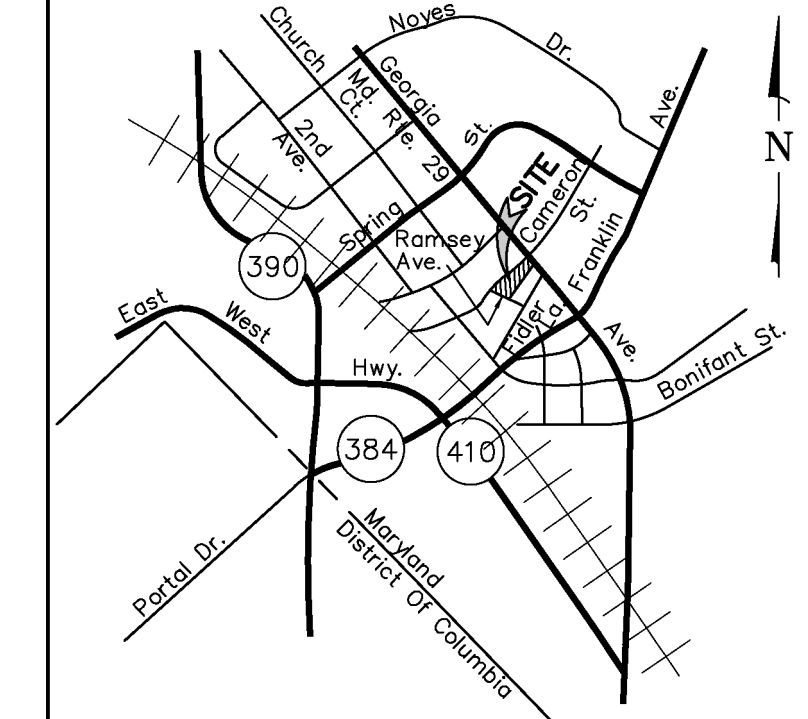 Noyes
Dr.
Church
Georgia
Md. Rte. 29
Ct.
2nd
Ave.
St.
Ave.
N
SITE
Cameron
St.
Spring
Ramsey
Ave.
Franklin
390
Fidler
La.
East
West
Hwy.
Ave.
Bonifant St.
384
410
Portal Dr.
Maryland
District Of Columbia